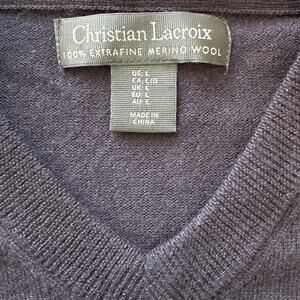 Christian Lacroix
100% EXTRAFINE MERINO WOOL
US: L
CA: L/G
UK: L
EU: L
AU: L
MADE IN
CHINA